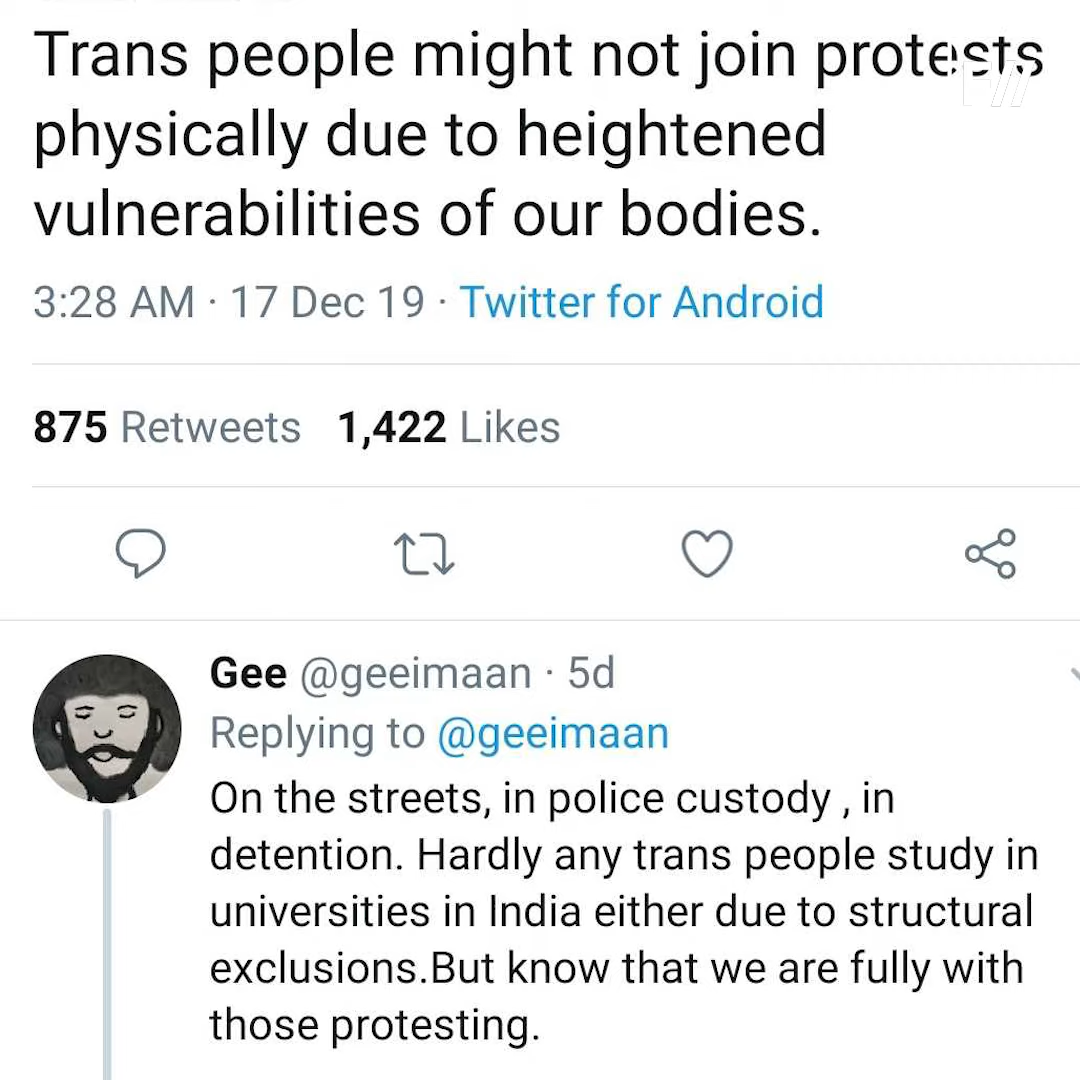 Trans people might not join protests
physically due to heightened
vulnerabilities of our bodies.
3:28 AM · 17 Dec 19 · Twitter for Android
875 Retweets 1,422 Likes
Gee @geeimaan · 5d
Replying to @geeimaan
On the streets, in police custody , in
detention. Hardly any trans people study in
universities in India either due to structural
exclusions.But know that we are fully with
those protesting.